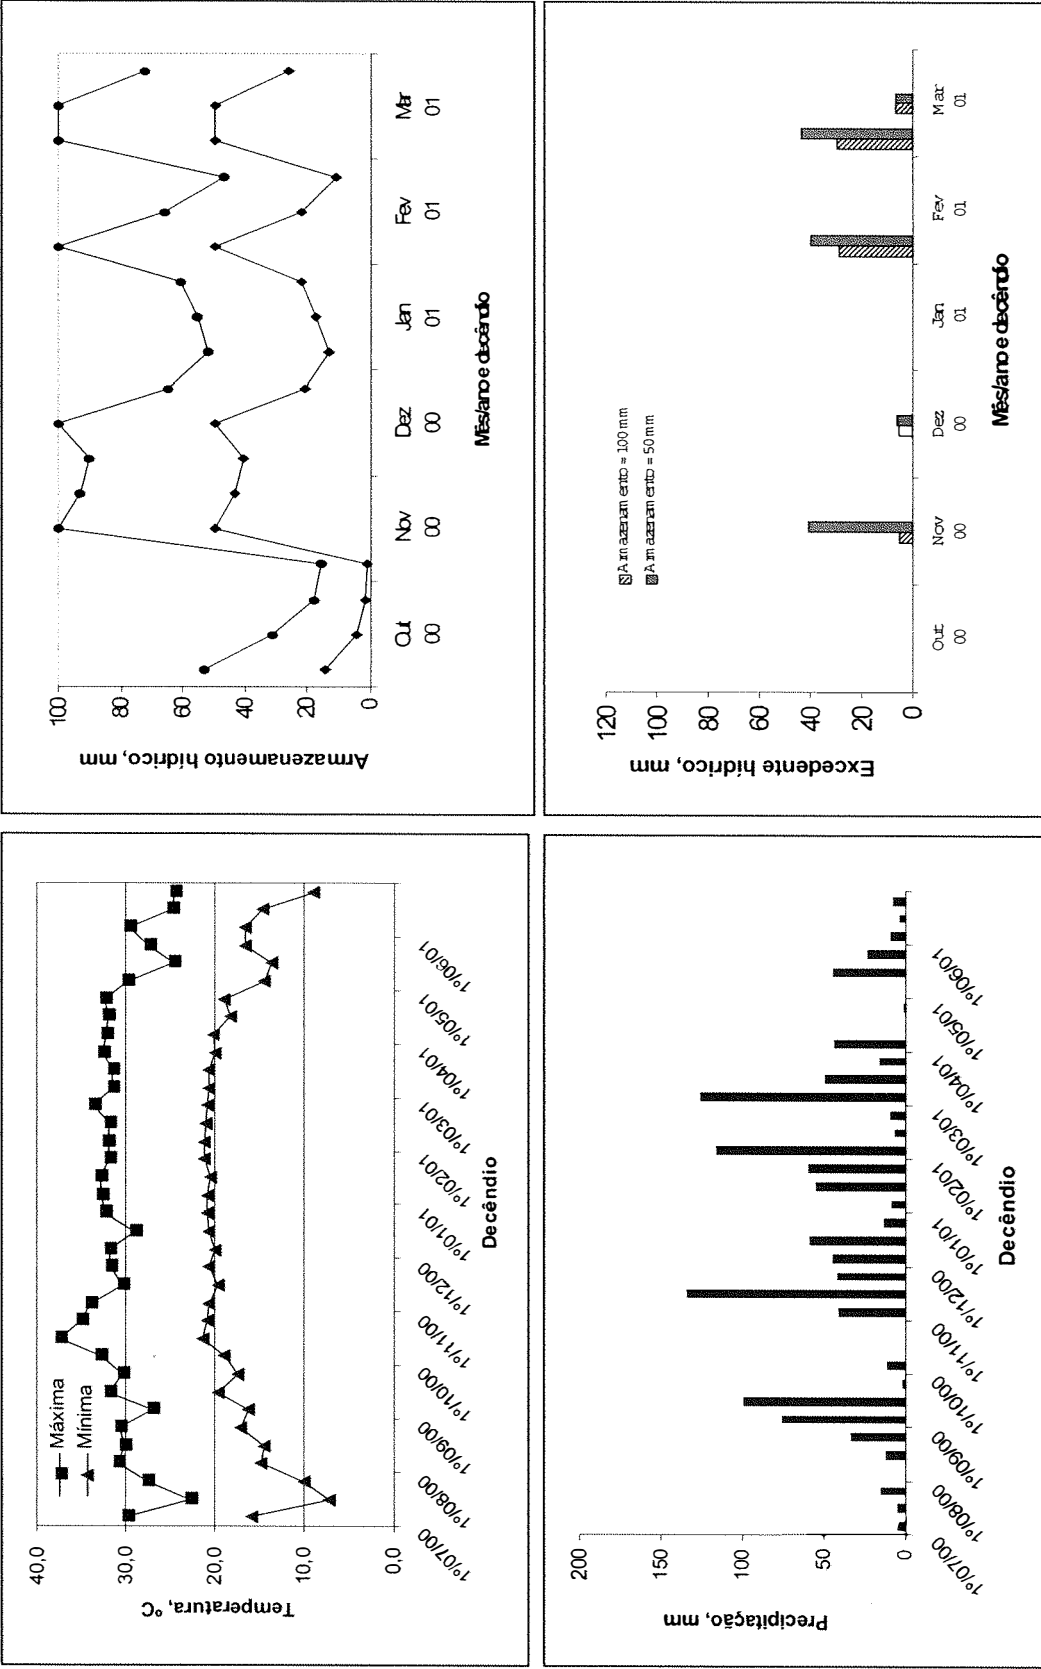 40,0
30,0
20,0
10,0
0,0
Temperatura, ºC
Máxima
Mínima
1º/07/00
1º/08/00
1º/09/00
1º/10/00
1º/11/00
1º/12/00
1º/01/01
1º/02/01
1º/03/01
1º/04/01
1º/05/01
1º/06/01
Decêndio
100
80
60
40
20
0
Armazenamento hídrico, mm
Out Nov Dez Jan Fev Mar
00 00 00 01 01 01
Mês/ano e decêndio
200
150
100
50
0
Precipitação, mm
1º/07/00
1º/08/00
1º/09/00
1º/10/00
1º/11/00
1º/12/00
1º/01/01
1º/02/01
1º/03/01
1º/04/01
1º/05/01
1º/06/01
Decêndio
120
100
80
60
40
20
0
Excedente hídrico, mm
Armazenamento = 100 mm
Armazenamento = 50 mm
Out Nov Dez Jan Fev Mar
00 00 00 01 01 01
Mês/ano e decêndio